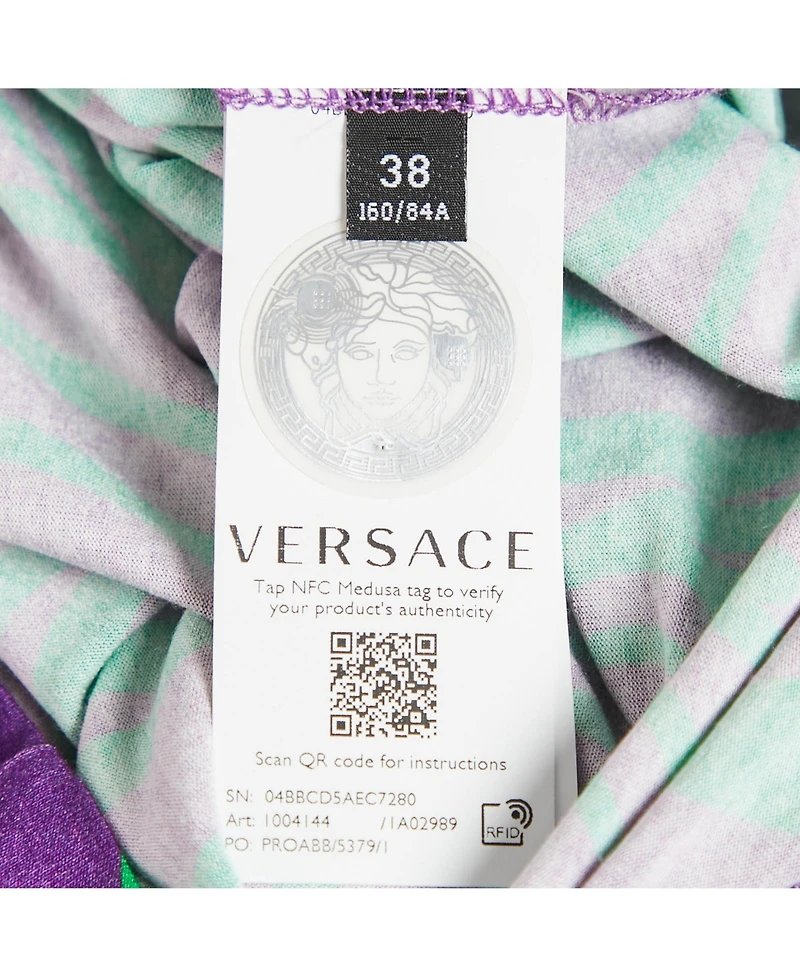 38
160/84A
VERSACE
Tap NFC Medusa tag to verify
your product's authenticity
Scan QR code for instructions
SN: 04BBCD5AEC7280
Art: 1004144 /1A02989
PO: PROABB/5379/1
RFID